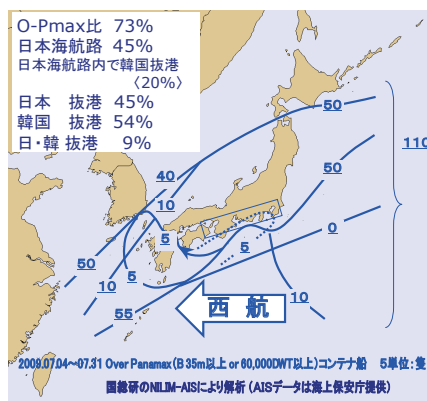 O-Pmax比 73%
日本海航路 45%
日本海航路内で韓国抜港
〈20%〉
日本 抜港 45%
韓国 抜港 54%
日・韓 抜港 9%
50
110
40
50
10
0
5
5
50
5
10
10
55
西 航
2009.07.04～07.31 Over Panamax（B 35m以上 or 60,000DWT以上）コンテナ船 5単位：隻
国総研のNILIM-AISにより解析（AISデータは海上保安庁提供）